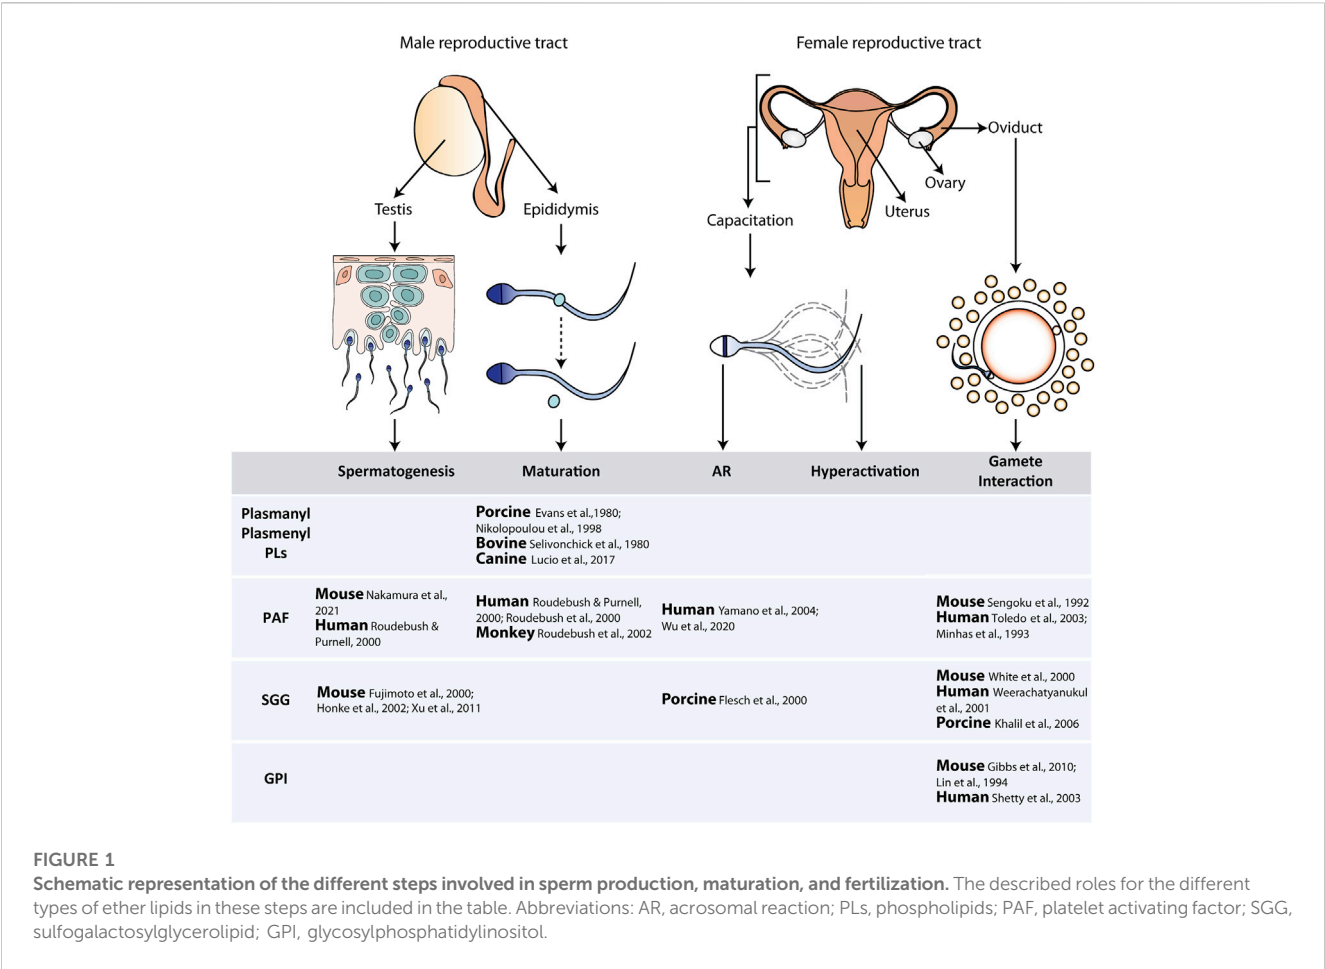 Male reproductive tract
Female reproductive tract
Oviduct
Ovary
Uterus
Testis
Epididymis
Capacitation
Spermatogenesis
Maturation
AR
Hyperactivation
Gamete
Interaction
Plasmanyl
Plasmenyl
PLs
Porcine Evans et al.,1980;
Nikolopoulou et al., 1998
Bovine Selivonchick et al., 1980
Canine Lucio et al., 2017
PAF
Mouse Nakamura et al.,
2021
Human Roudebush &
Purnell, 2000
Human Roudebush & Purnell,
2000; Roudebush et al., 2000
Monkey Roudebush et al., 2002
Human Yamano et al., 2004;
Wu et al., 2020
Mouse Sengoku et al., 1992
Human Toledo et al., 2003;
Minhas et al., 1993
SGG
Mouse Fujimoto et al., 2000;
Honke et al., 2002; Xu et al., 2011
Porcine Flesch et al., 2000
Mouse White et al., 2000
Human Weerachatyanukul
et al., 2001
Porcine Khalil et al., 2006
GPI
Mouse Gibbs et al., 2010;
Lin et al., 1994
Human Shetty et al., 2003
FIGURE 1
Schematic representation of the different steps involved in sperm production, maturation, and fertilization. The described roles for the different
types of ether lipids in these steps are included in the table. Abbreviations: AR, acrosomal reaction; PLs, phospholipids; PAF, platelet activating factor; SGG,
sulfogalactosylglycerolipid; GPI, glycosylphosphatidylinositol.